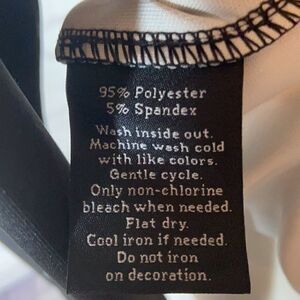 95% Polyester
5% Spandex
Wash inside out.
Machine wash cold
with like colors.
Gentle cycle.
Only non-chlorine
bleach when needed.
Flat dry.
Cool iron if needed.
Do not iron
on decoration.